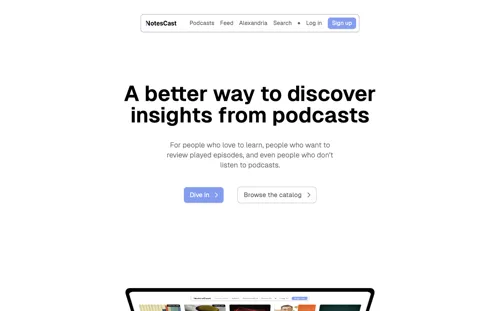 NotesCast Podcasts Feed Alexandria Search Log in Sign up
A better way to discover
insights from podcasts
For people who love to learn, people who want to
review played episodes, and even people who don't
listen to podcasts.
Dive in
Browse the catalog